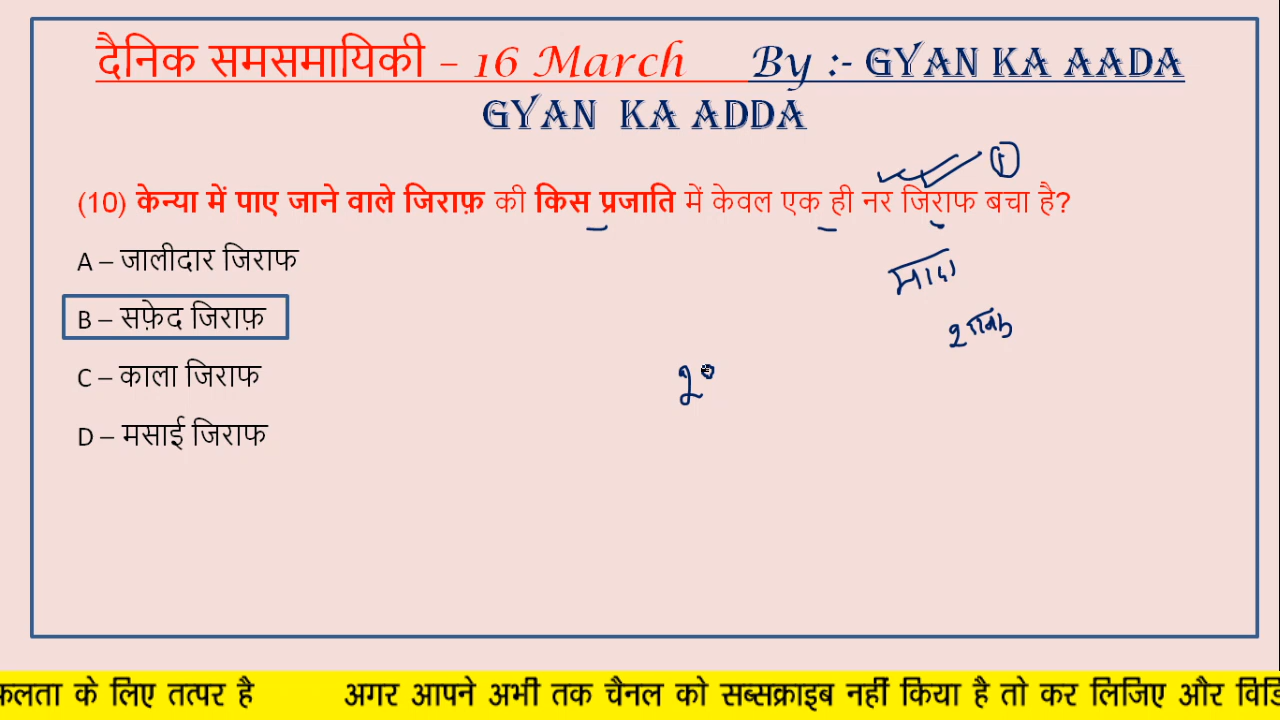 दैनिक समसमायिकी – 16 March By :- GYAN KA AADA
GYAN KA ADDA
(10) केन्या में पाए जाने वाले जिराफ़ की किस प्रजाति में केवल एक ही नर जिराफ बचा है?
A – जालीदार जिराफ
B – सफ़ेद जिराफ़
C – काला जिराफ
D – मसाई जिराफ
मादा
फलता के लिए तत्पर है अगर आपने अभी तक चैनल को सब्सक्राइब नहीं किया है तो कर लिजिए और विडि